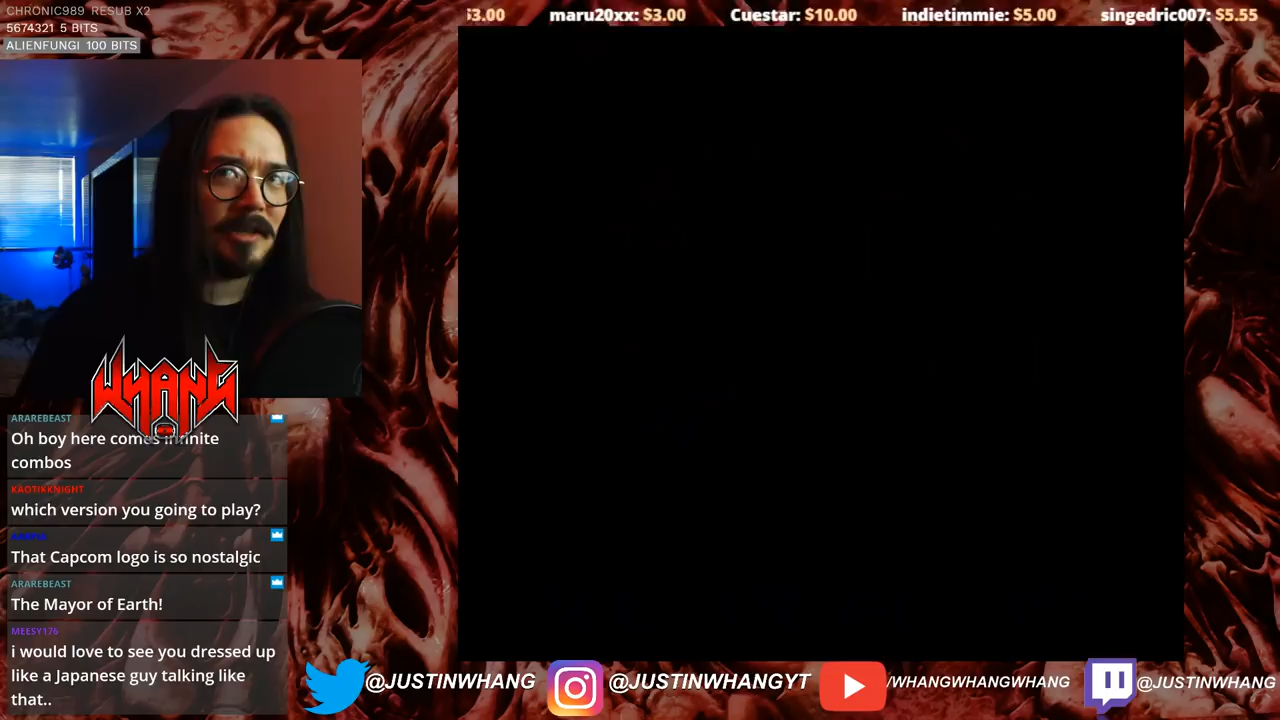 CHRONIC989 RESUB X2
5674321 5 BITS
ALIENFUNGI 100 BITS
$3.00 maru20xx: $3.00 Cuestar: $10.00 indietimmie: $5.00 singedric007: $5.55
WHANG
ARAREBEAST
Oh boy here comes infinite
combos
KAOTIKKNIGHT
which version you going to play?
That Capcom logo is so nostalgic
ARAREBEAST
The Mayor of Earth!
MEESY176
i would love to see you dressed up
like a Japanese guy talking like
that..
@JUSTINWHANG @JUSTINWHANGYT /WHANGWHANGWHANG @JUSTINWHANG